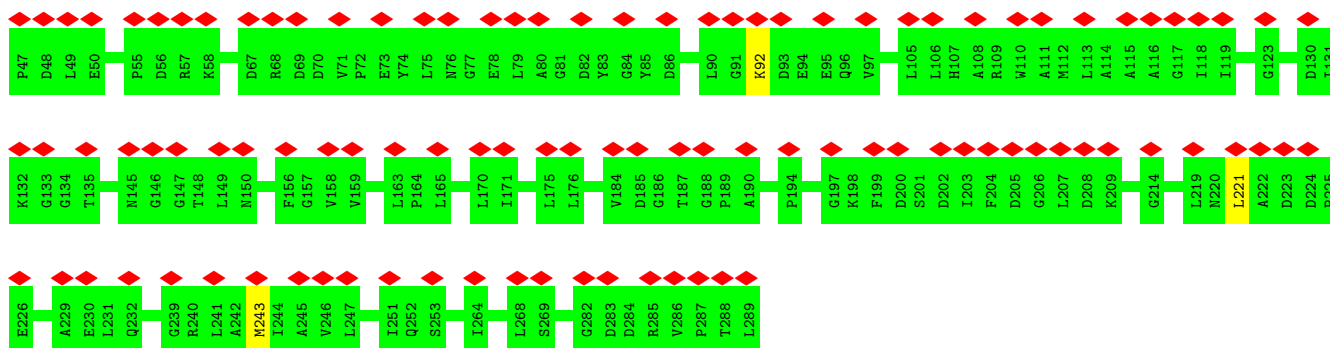 P47 D48 L49 E50 P55 D56 R57 K58 D67 R68 D69 D70 V71 P72 E73 Y74 L75 N76 G77 E78 L79 A80 G81 D82 Y83 G84 Y85 D86 L90 G91 K92 D93 E94 E95 Q96 V97 L105 L106 H107 A108 R109 W110 A111 M112 L113 A114 A115 A116 G117 I118 I119 G123 D130 I131
K132 G133 G134 T135 N145 G146 G147 T148 L149 N150 F156 G157 V158 V159 L163 P164 L165 L170 I171 L175 L176 V184 D185 G186 T187 G188 P189 A190 P194 G197 K198 F199 D200 S201 D202 I203 F204 D205 G206 L207 D208 K209 G214 L219 N220 L221 A222 D223 D224 P225
E226 A229 E230 L231 Q232 G239 R240 L241 A242 M243 I244 A245 V246 L247 I251 Q252 S253 I264 L268 S269 G282 D283 D284 R285 V286 P287 T288 L289